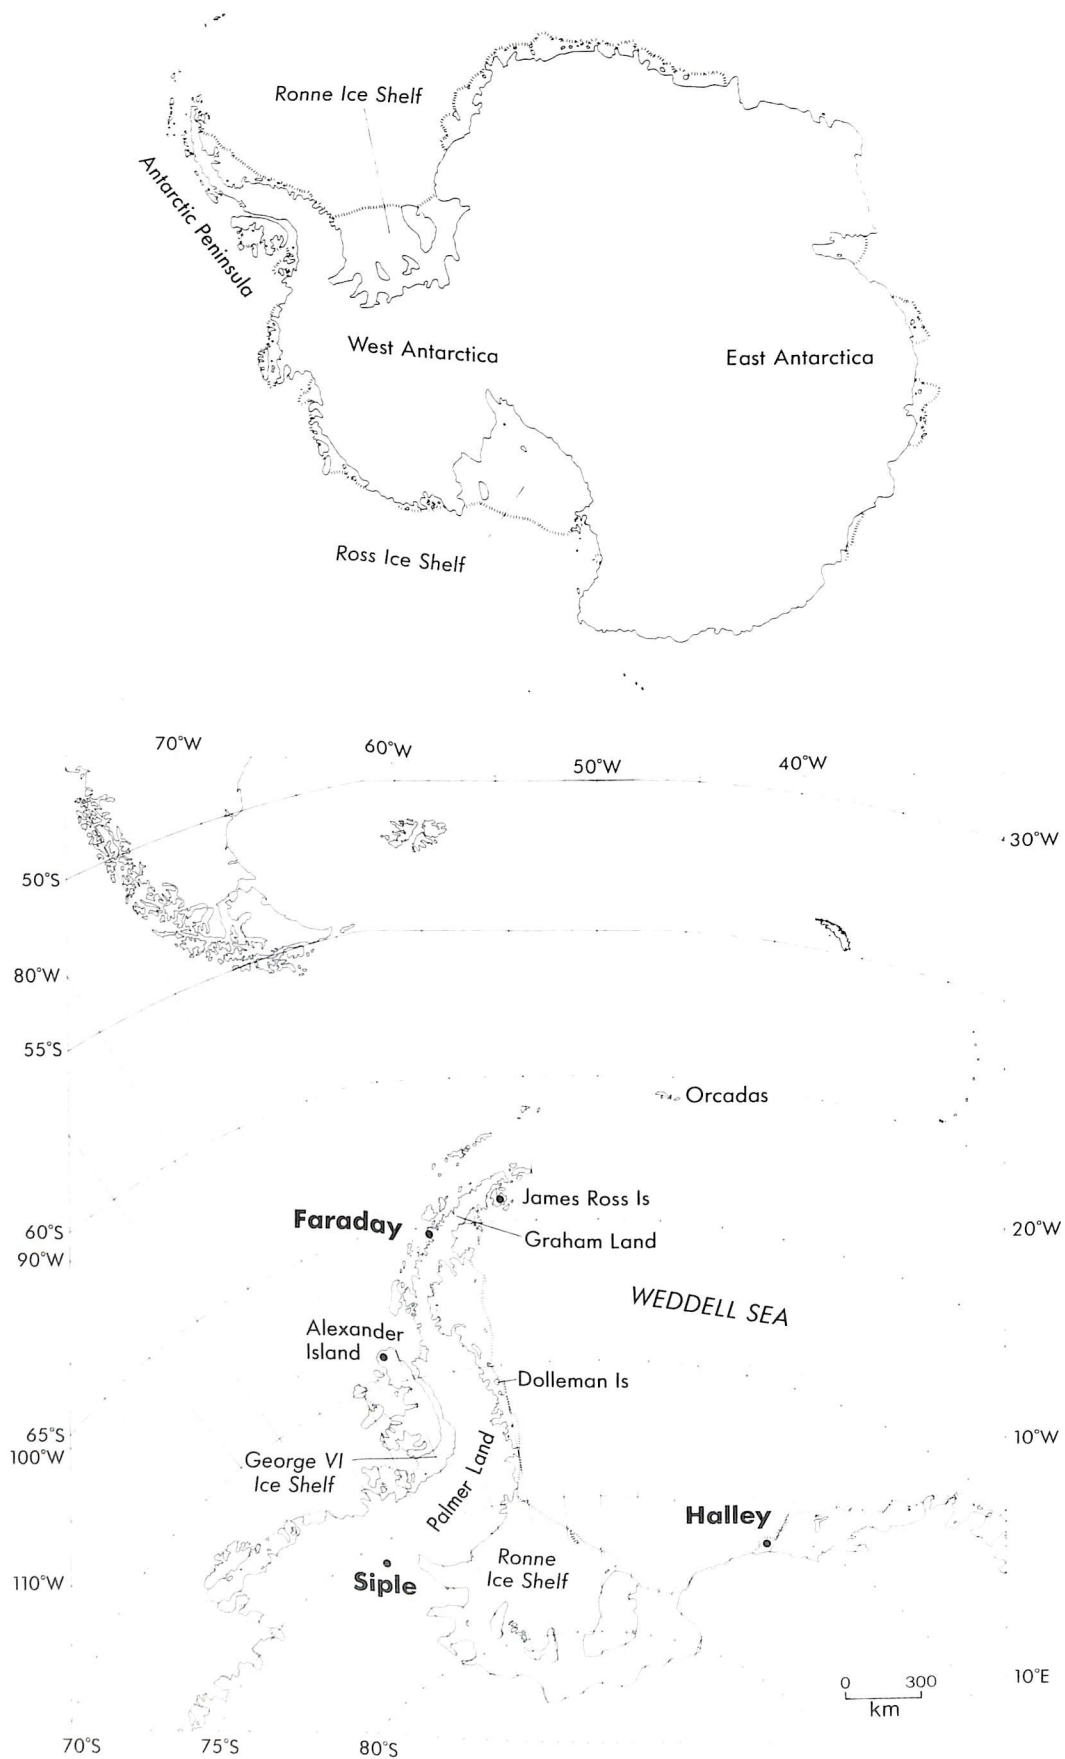 Ronne Ice Shelf
Antarctic Peninsula
West Antarctica
East Antarctica
Ross Ice Shelf
70°W
60°W
50°W
40°W
30°W
50°S
80°W
55°S
Orcadas
James Ross Is
Faraday
60°S
20°W
Graham Land
90°W
WEDDELL SEA
Alexander
Island
Dolleman Is
65°S
10°W
100°W
George VI
Ice Shelf
Palmer Land
Halley
Ronne
Ice Shelf
Siple
110°W
10°E
0 300
km
70°S
75°S
80°S